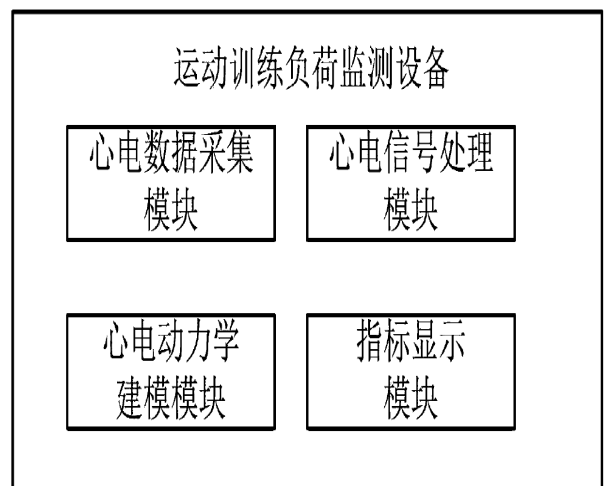 运动训练负荷监测设备
心电数据采集
模块
心电信号处理
模块
心电动力学
建模模块
指标显示
模块